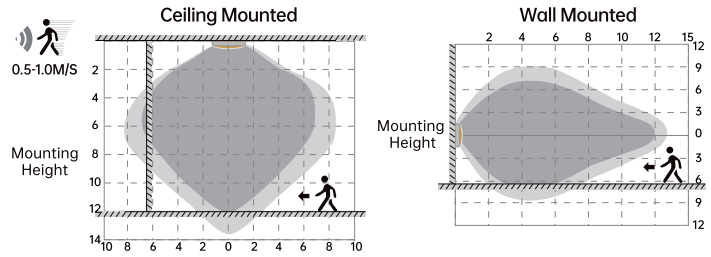 Ceiling Mounted
0.5-1.0M/S
Mounting
Height
2
4
6
8
10
12
14
10 8 6 4 2 0 2 4 6 8 10
Wall Mounted
2 4 6 8 10 12 15
Mounting
Height
12
9
6
3
0
3
6
9
12